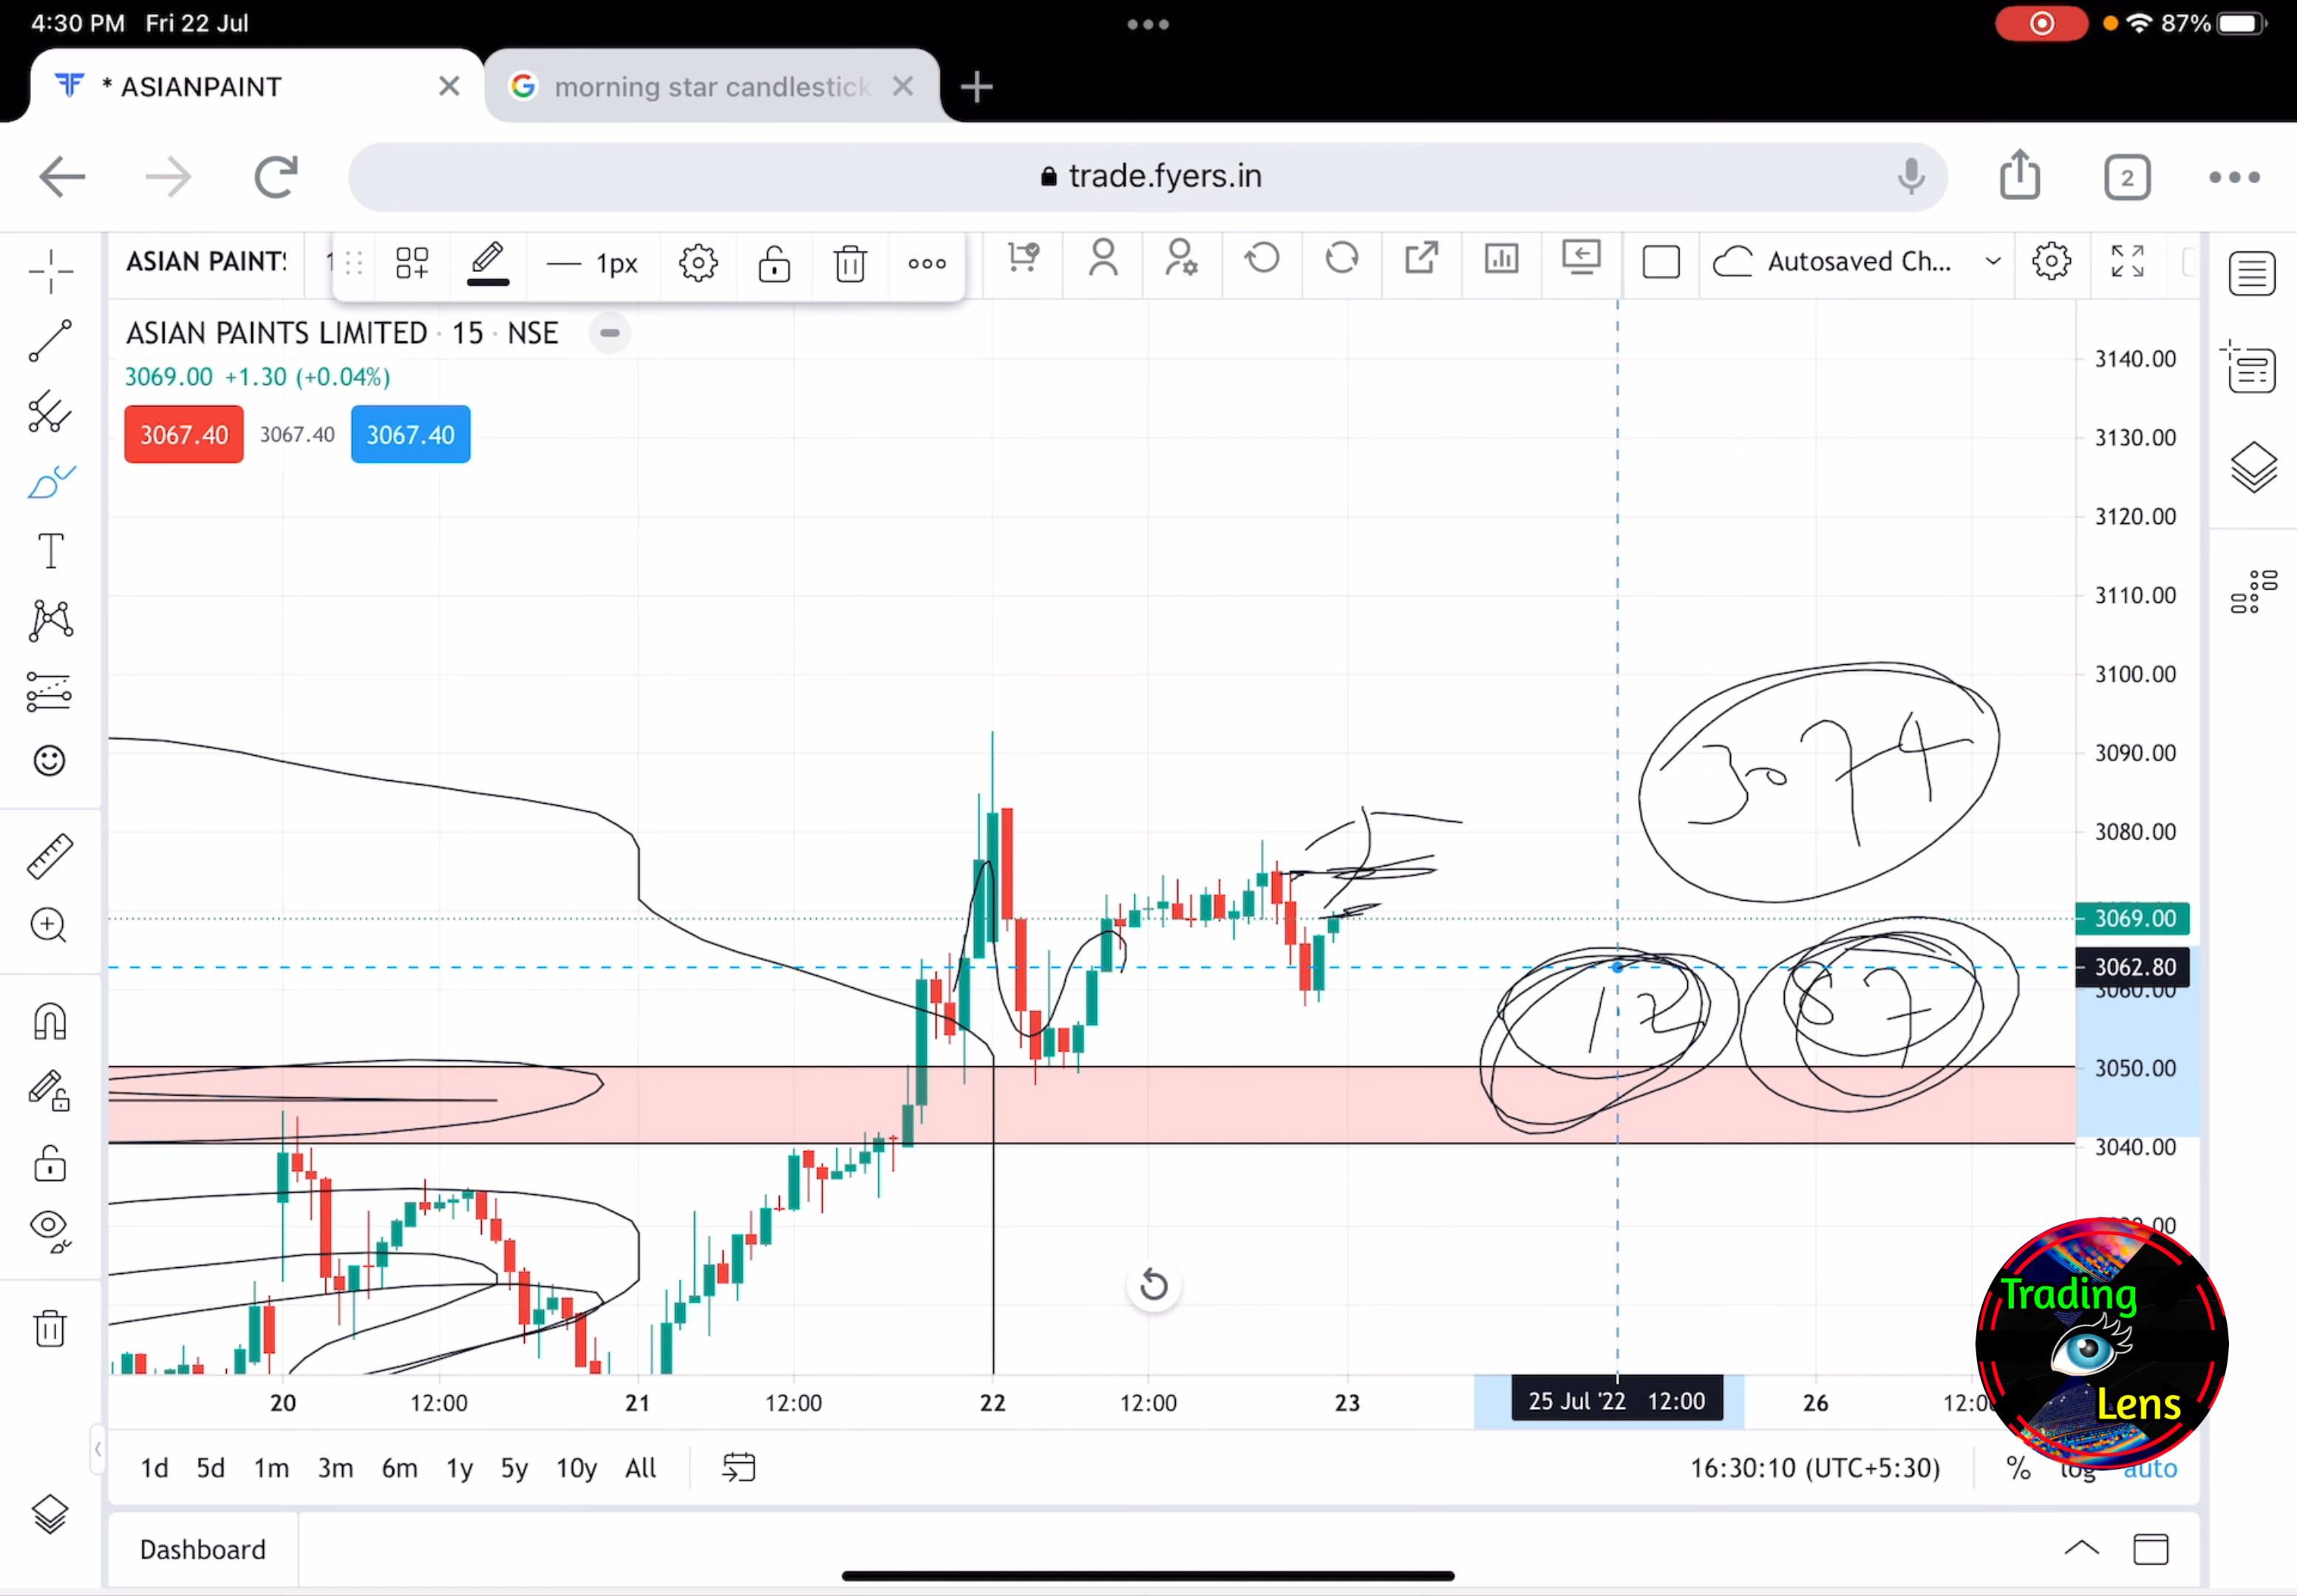 4:30 PM Fri 22 Jul
87%
* ASIANPAINT
morning star candlestick
trade.fyers.in
2
ASIAN PAINT
1px
Autosaved Ch...
ASIAN PAINTS LIMITED · 15 · NSE
3069.00 +1.30 (+0.04%)
3067.40 3067.40 3067.40
3140.00
3130.00
3120.00
3110.00
3100.00
3090.00
3080.00
3069.00
3062.80
3060.00
3050.00
3040.00
3074
12 87
20 12:00 21 12:00 22 12:00 23 25 Jul '22 12:00 26
Trading
Lens
1d 5d 1m 3m 6m 1y 5y 10y All
16:30:10 (UTC+5:30) % log auto
Dashboard